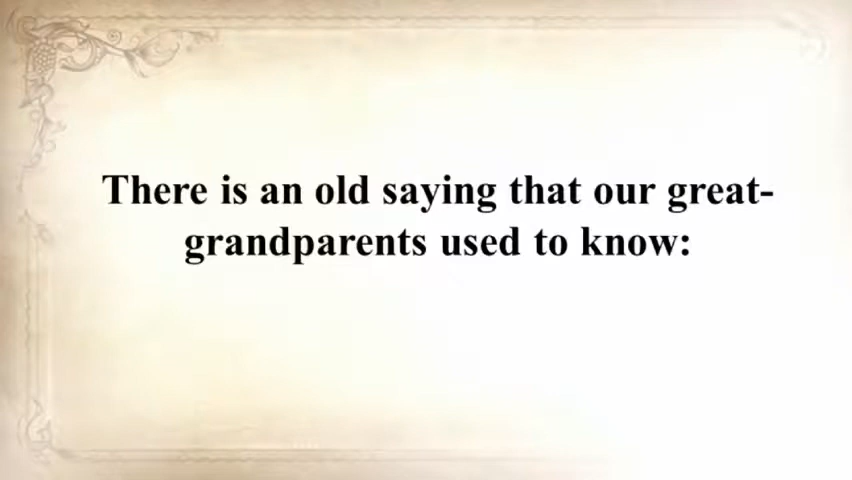 There is an old saying that our great-
grandparents used to know: